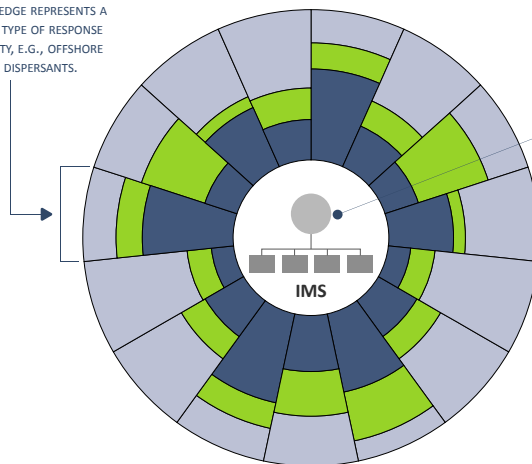 EDGE REPRESENTS A
TYPE OF RESPONSE
TY, E.G., OFFSHORE
DISPERSANTS.
IMS